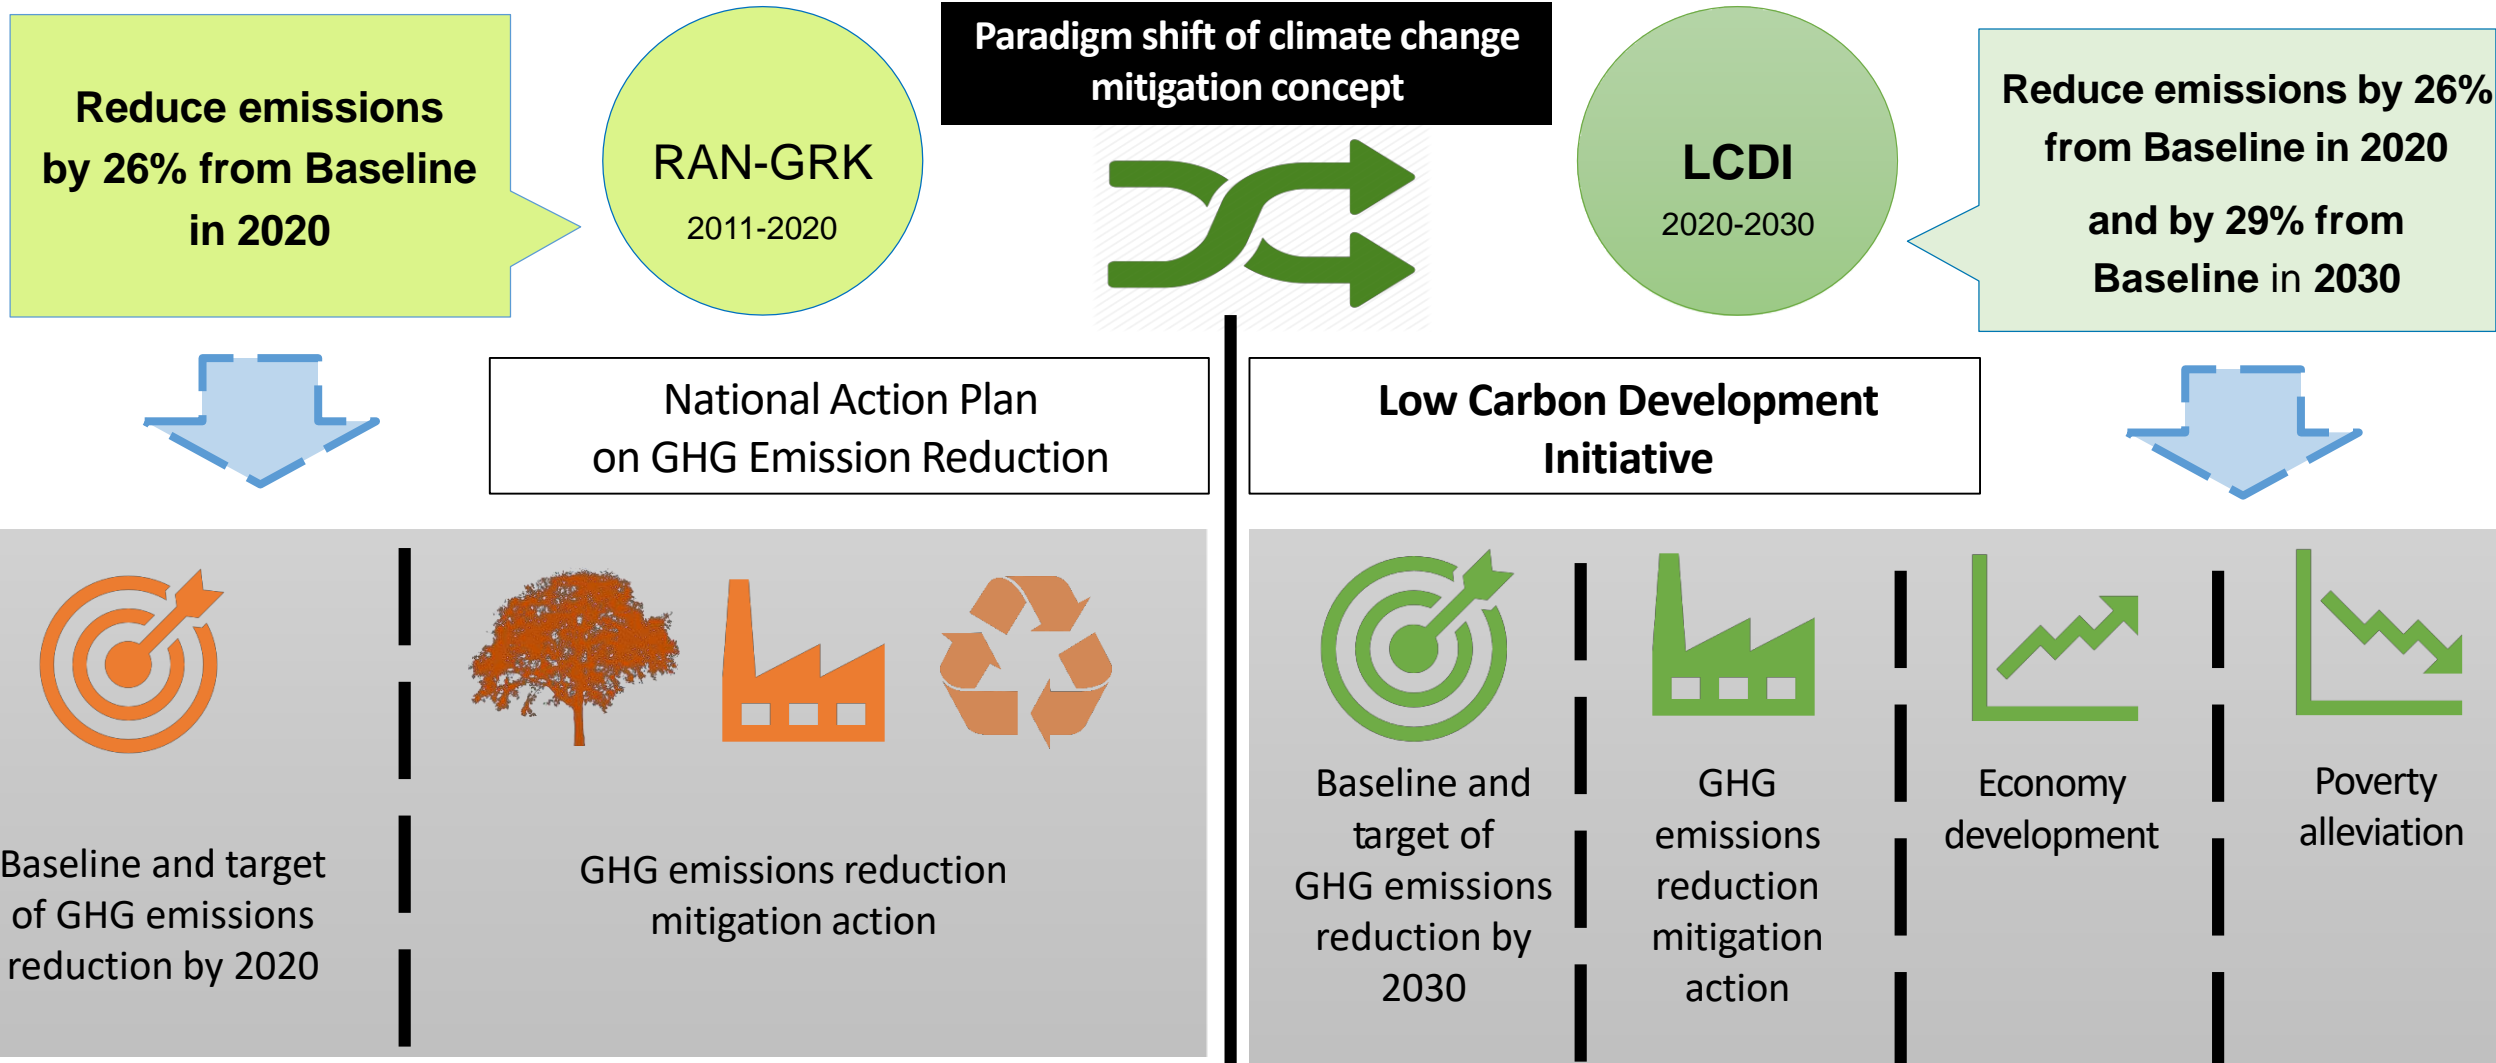 Reduce emissions
by 26% from Baseline
in 2020
RAN-GRK
2011-2020
Paradigm shift of climate change
mitigation concept
LCDI
2020-2030
Reduce emissions by 26%
from Baseline in 2020
and by 29% from
Baseline in 2030
National Action Plan
on GHG Emission Reduction
Low Carbon Development
Initiative
Baseline and target
of GHG emissions
reduction by 2020
GHG emissions reduction
mitigation action
Baseline and
target of
GHG emissions
reduction by
2030
GHG
emissions
reduction
mitigation
action
Economy
development
Poverty
alleviation